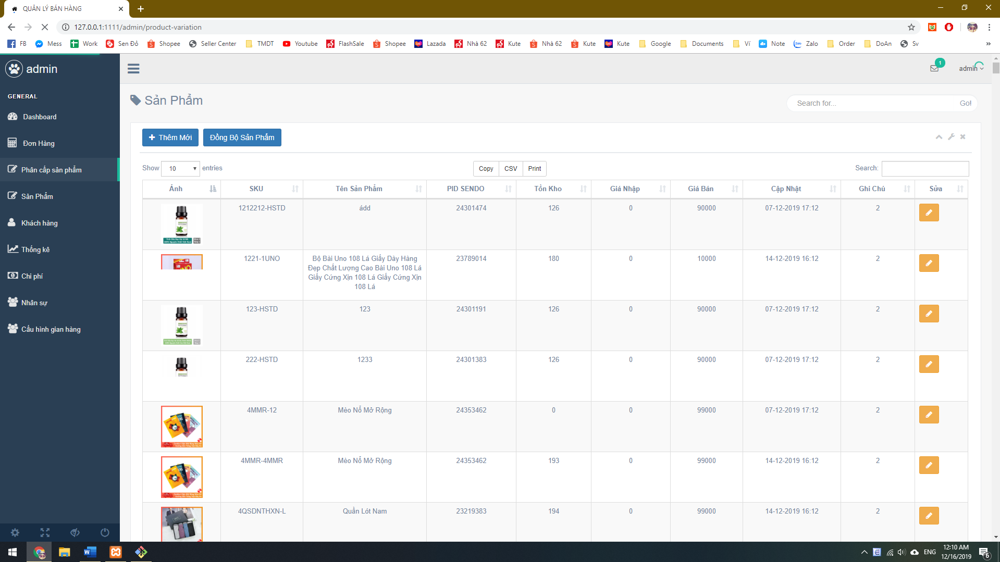 QUẢN LÝ BÁN HÀNG
127.0.0.1:1111/admin/product-variation
FB Mess Work Sen Đỏ Shopee Seller Center TMDT Youtube FlashSale Shopee Lazada Nhà 62 Kute Nhà 62 Kute Kute Google Documents Ví Note Zalo Order DoAn Sv »
admin
1
admin
GENERAL
Dashboard
Đơn Hàng
Phân cấp sản phẩm
Sản Phẩm
Khách hàng
Thống kê
Chi phí
Nhân sự
Cấu hình gian hàng
Sản Phẩm
Search for... Go!
Thêm Mới Đồng Bộ Sản Phẩm
Show 10 entries Copy CSV Print Search:
Ảnh SKU Tên Sản Phẩm PID SENDO Tồn Kho Giá Nhập Giá Bán Cập Nhật Ghi Chú Sửa
1212212-HSTD ádd 24301474 126 0 90000 07-12-2019 17:12 2
1221-1UNO Bộ Bài Uno 108 Lá Giấy Dày Hàng 23789014 180 0 10000 14-12-2019 16:12 2
Đẹp Chất Lượng Cao Bài Uno 108 Lá
Giấy Cứng Xịn 108 Lá Giấy Cứng Xịn
108 Lá
123-HSTD 123 24301191 126 0 90000 07-12-2019 17:12 2
222-HSTD 1233 24301383 126 0 90000 07-12-2019 17:12 2
4MMR-12 Mèo Nổ Mở Rộng 24353462 0 0 99000 07-12-2019 17:12 2
4MMR-4MMR Mèo Nổ Mở Rộng 24353462 193 0 99000 14-12-2019 16:12 2
4QSDNTHXN-L Quần Lót Nam 23219383 194 0 99000 14-12-2019 16:12 2
ENG
12:10 AM
12/16/2019
6